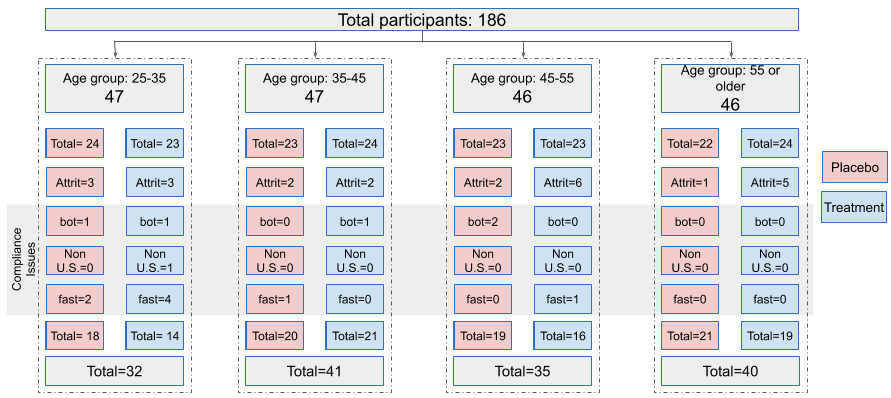 Total participants: 186
Age group: 25-35
47
Age group: 35-45
47
Age group: 45-55
46
Age group: 55 or
older
46
Total= 24
Total= 23
Total=23
Total=24
Total=23
Total=23
Total=22
Total=24
Attrit=3
Attrit=3
Attrit=2
Attrit=2
Attrit=2
Attrit=6
Attrit=1
Attrit=5
Placebo
Treatment
Compliance
Issues
bot=1
bot=1
bot=0
bot=1
bot=2
bot=0
bot=0
bot=0
Non
U.S.=0
Non
U.S.=1
Non
U.S.=0
Non
U.S.=0
Non
U.S.=0
Non
U.S.=0
Non
U.S.=0
Non
U.S.=0
fast=2
fast=4
fast=1
fast=0
fast=0
fast=1
fast=0
fast=0
Total= 18
Total= 14
Total=20
Total=21
Total=19
Total=16
Total=21
Total=19
Total=32
Total=41
Total=35
Total=40